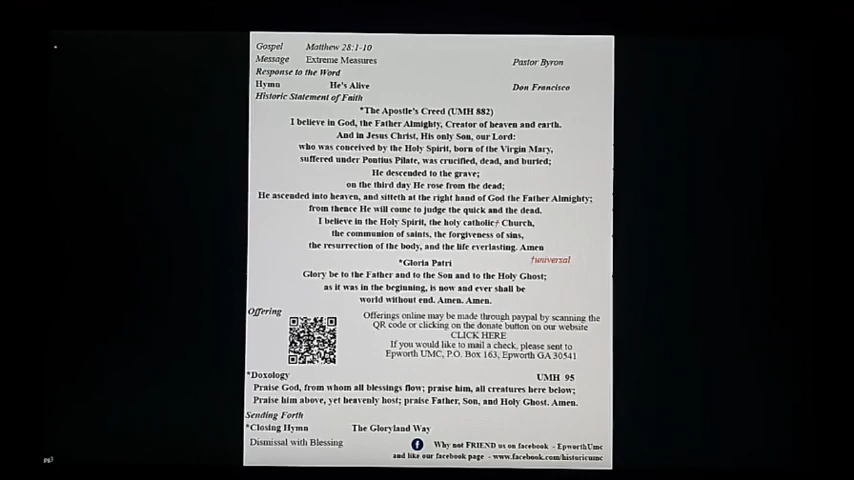 Gospel Matthew 28:1-10
Message Extreme Measures Pastor Byron
Response to the Word
Hymn He's Alive Don Francisco
Historic Statement of Faith
*The Apostle's Creed (UMH 882)
I believe in God, the Father Almighty, Creator of heaven and earth.
And in Jesus Christ, His only Son, our Lord:
who was conceived by the Holy Spirit, born of the Virgin Mary,
suffered under Pontius Pilate, was crucified, dead, and buried;
He descended to the grave;
on the third day He rose from the dead;
He ascended into heaven, and sitteth at the right hand of God the Father Almighty;
from thence He will come to judge the quick and the dead.
I believe in the Holy Spirit, the holy catholic† Church,
the communion of saints, the forgiveness of sins,
the resurrection of the body, and the life everlasting. Amen
†universal
*Gloria Patri
Glory be to the Father and to the Son and to the Holy Ghost;
as it was in the beginning, is now and ever shall be
world without end. Amen. Amen.
Offering
Offerings online may be made through paypal by scanning the
QR code or clicking on the donate button on our website
CLICK HERE
If you would like to mail a check, please sent to
Epworth UMC, P.O. Box 163, Epworth GA 30541
*Doxology UMH 95
Praise God, from whom all blessings flow; praise him, all creatures here below;
Praise him above, yet heavenly host; praise Father, Son, and Holy Ghost. Amen.
Sending Forth
*Closing Hymn The Gloryland Way
Dismissal with Blessing
Why not FRIEND us on facebook - EpworthUmc
and like our facebook page - www.facebook.com/historicumc
pg3